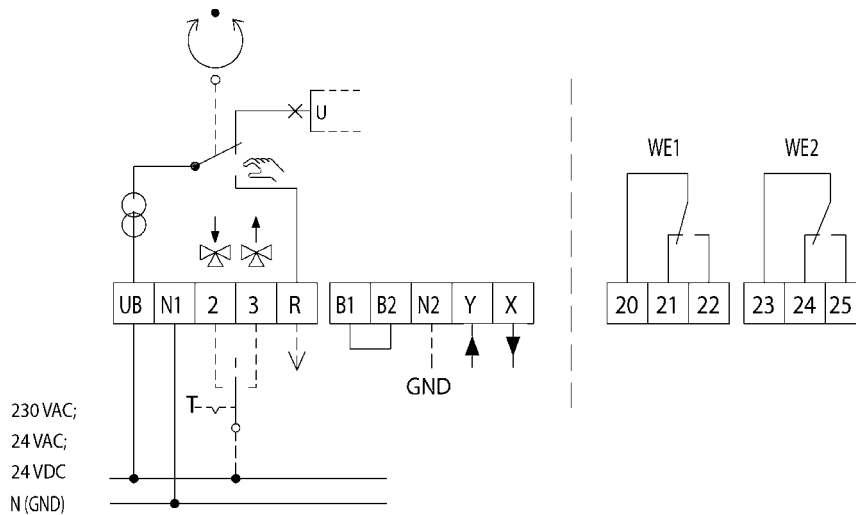 U
WE1 WE2
UB N1 2 3 R B1 B2 N2 Y X 20 21 22 23 24 25
GND
T
230 VAC;
24 VAC;
24 VDC
N (GND)